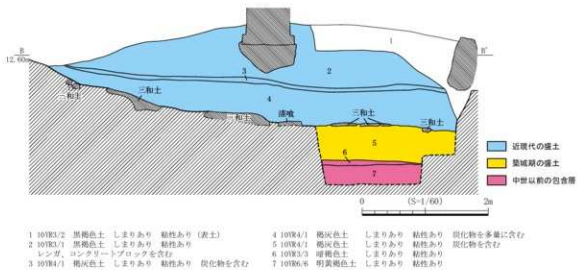 B
12.60m
B'
1
2
3
4
三和土
三和土
三和土
漆喰
三和土
三和土
5
6
7
近現代の盛土
築城期の盛土
中世以前の包含層
0 (S=1/60) 2m
1 10YR3/2 黒褐色土 しまりあり 粘性あり (表土)
2 10YR3/1 黒褐色土 しまりあり 粘性あり
レンガ、コンクリートブロックを含む
3 10YR4/1 褐灰色土 しまりあり 粘性あり 炭化物を含む
4 10YR4/1 褐灰色土 しまりあり 粘性あり 炭化物を多量に含む
5 10YR4/1 褐灰色土 しまりあり 粘性あり 炭化物を含む
6 10YR3/3 暗褐色土 しまりあり 粘性あり
7 10YR6/6 明黄褐色土 しまりあり 粘性あり